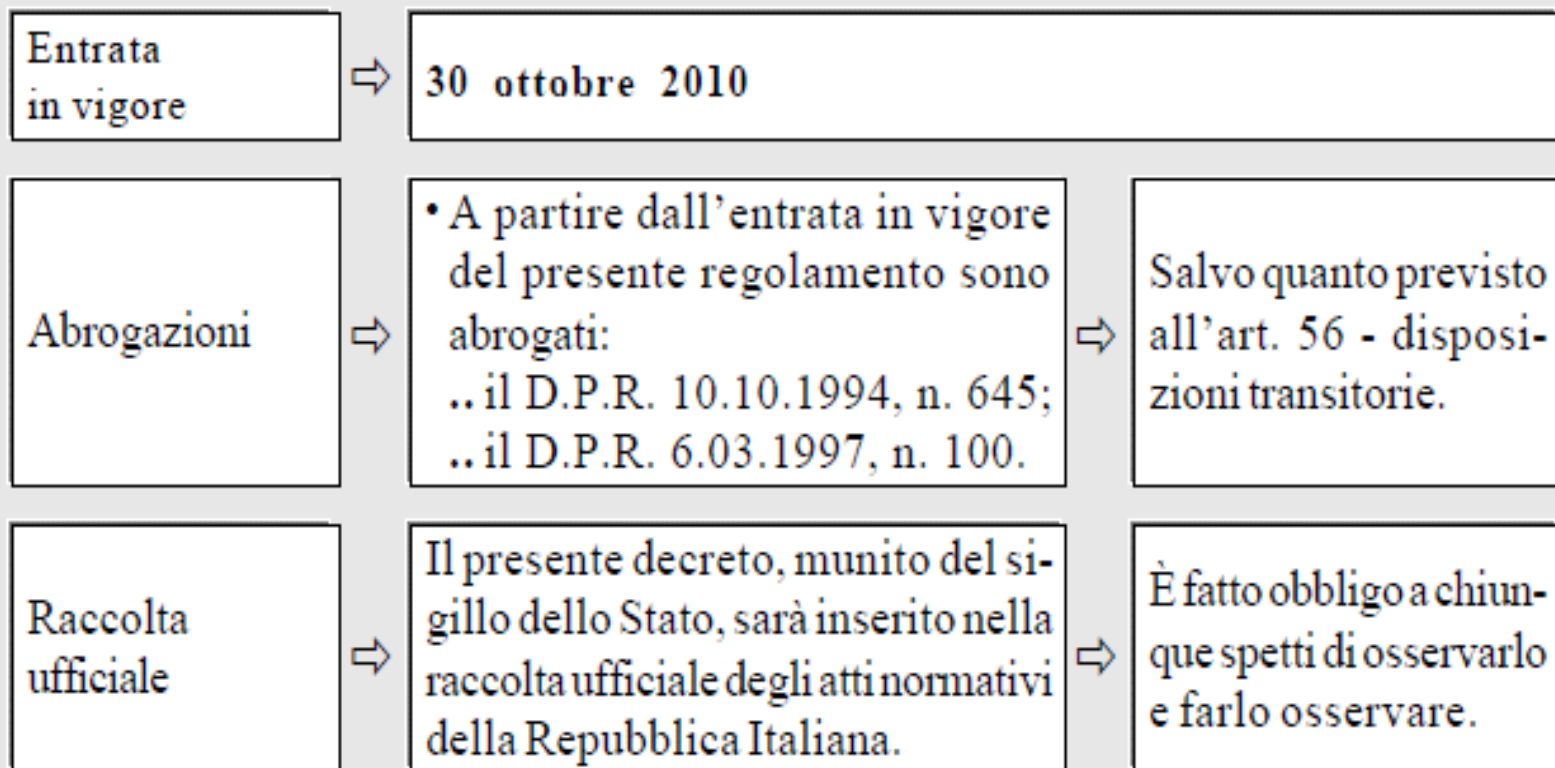 Entrata
in vigore
⇨
30 ottobre 2010
Abrogazioni
⇨
• A partire dall’entrata in vigore
del presente regolamento sono
abrogati:
.. il D.P.R. 10.10.1994, n. 645;
.. il D.P.R. 6.03.1997, n. 100.
⇨
Salvo quanto previsto
all’art. 56 - disposi-
zioni transitorie.
Raccolta
ufficiale
⇨
Il presente decreto, munito del si-
gillo dello Stato, sarà inserito nella
raccolta ufficiale degli atti normativi
della Repubblica Italiana.
⇨
È fatto obbligo a chiun-
que spetti di osservarlo
e farlo osservare.